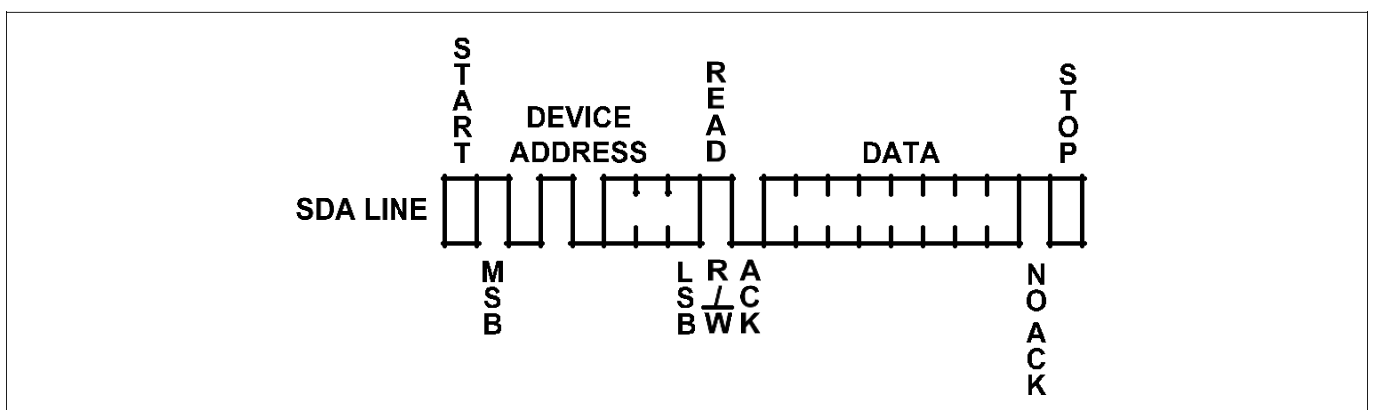 START
DEVICE
ADDRESS
READ
DATA
STOP
SDA LINE
MSB
LSB
R/W
ACK
NO ACK